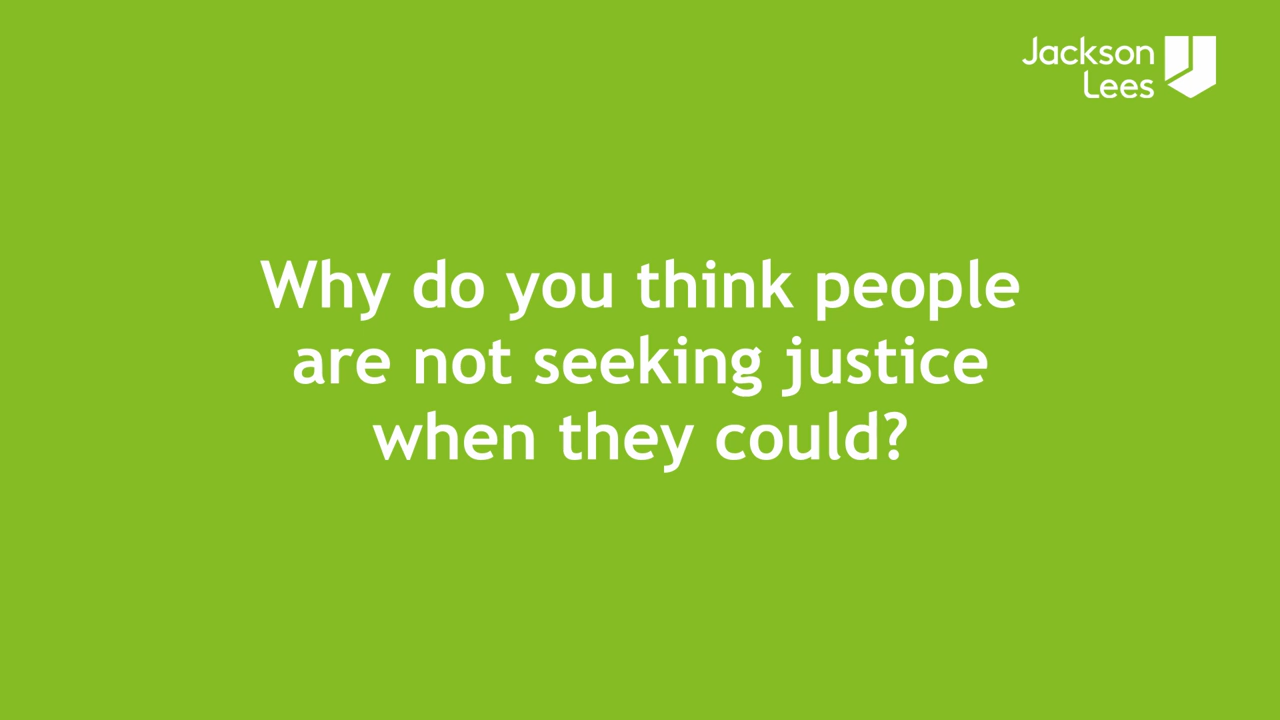 Jackson
Lees
Why do you think people
are not seeking justice
when they could?